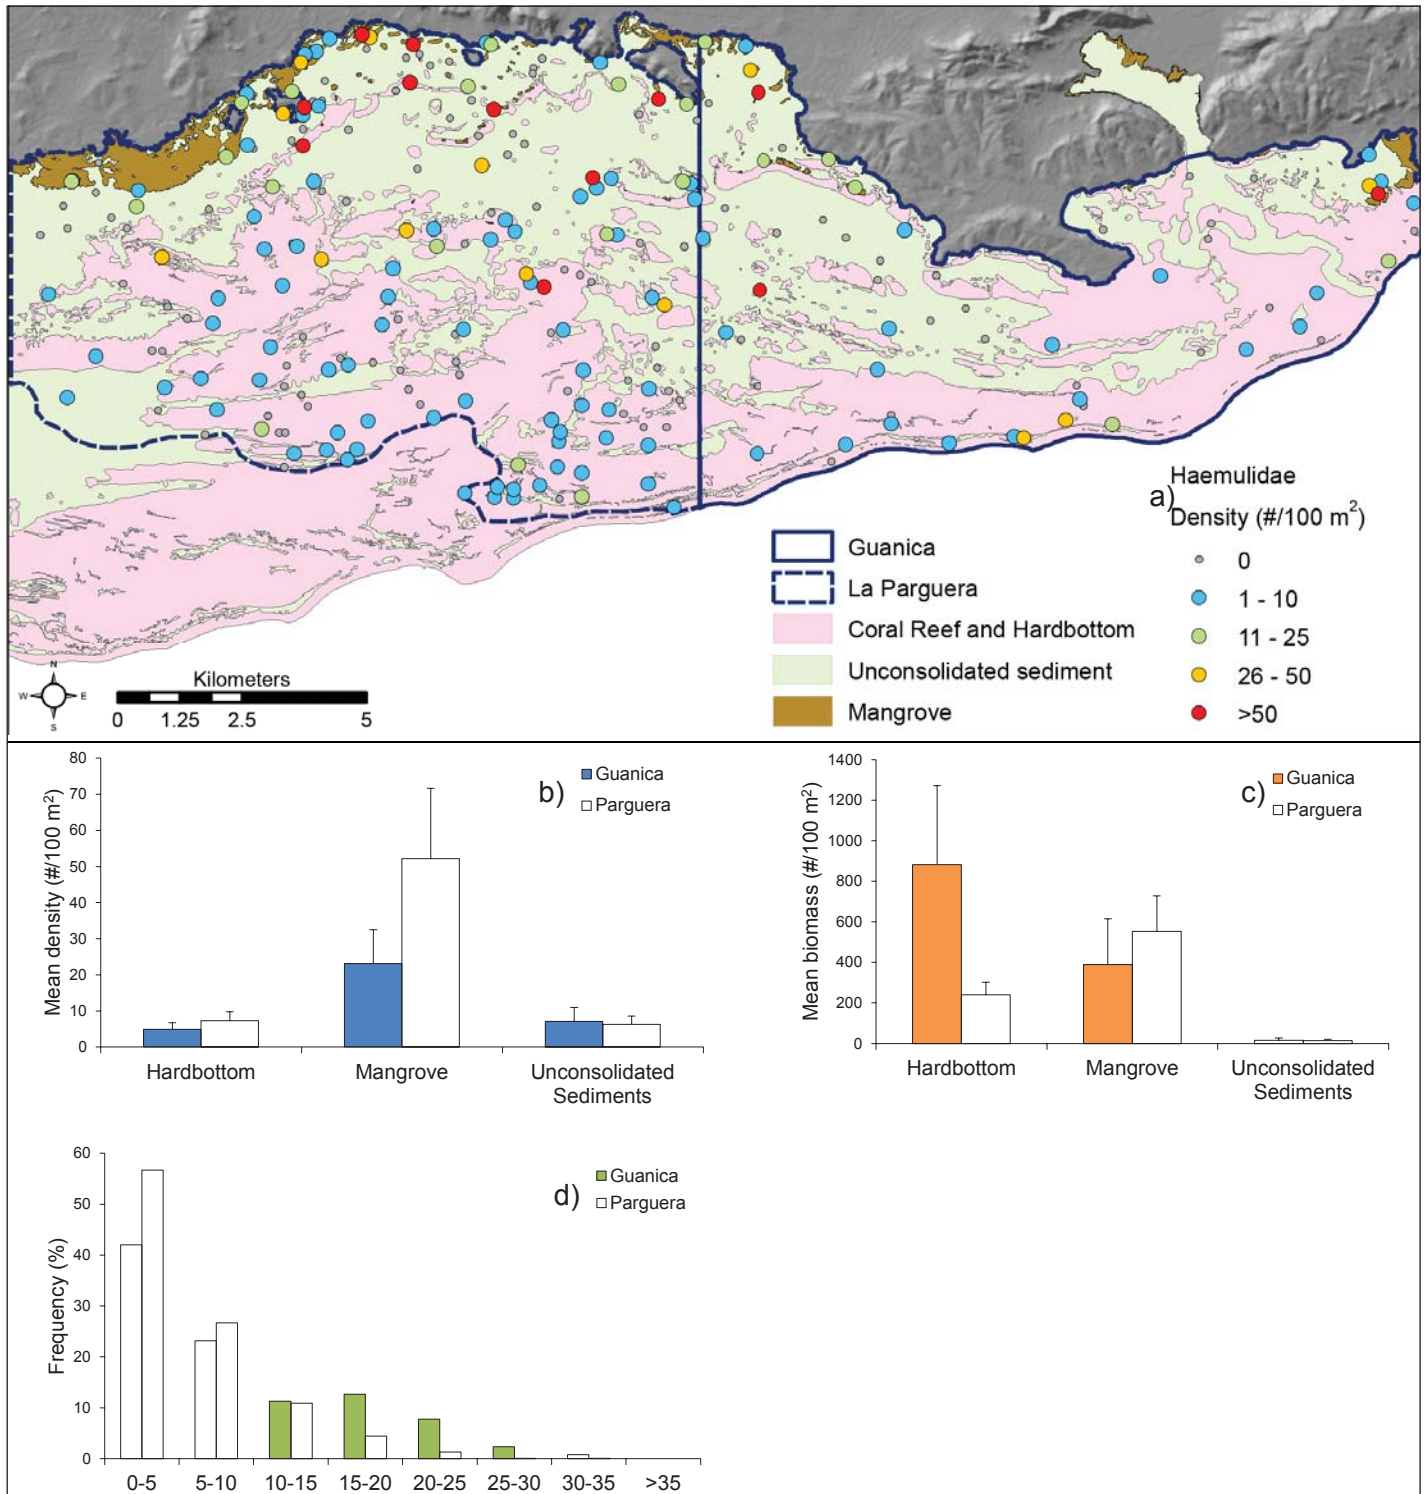 a)
Haemulidae
Density (#/100 m²)
0
1 - 10
11 - 25
26 - 50
>50
Guanica
La Parguera
Coral Reef and Hardbottom
Unconsolidated sediment
Mangrove
N
W E
S
Kilometers
0 1.25 2.5 5
b)
Guanica
Parguera
Mean density (#/100 m²)
80
70
60
50
40
30
20
10
0
Hardbottom Mangrove Unconsolidated
Sediments
c)
Guanica
Parguera
Mean biomass (#/100 m²)
1400
1200
1000
800
600
400
200
0
Hardbottom Mangrove Unconsolidated
Sediments
d)
Guanica
Parguera
Frequency (%)
60
50
40
30
20
10
0
0-5 5-10 10-15 15-20 20-25 25-30 30-35 >35